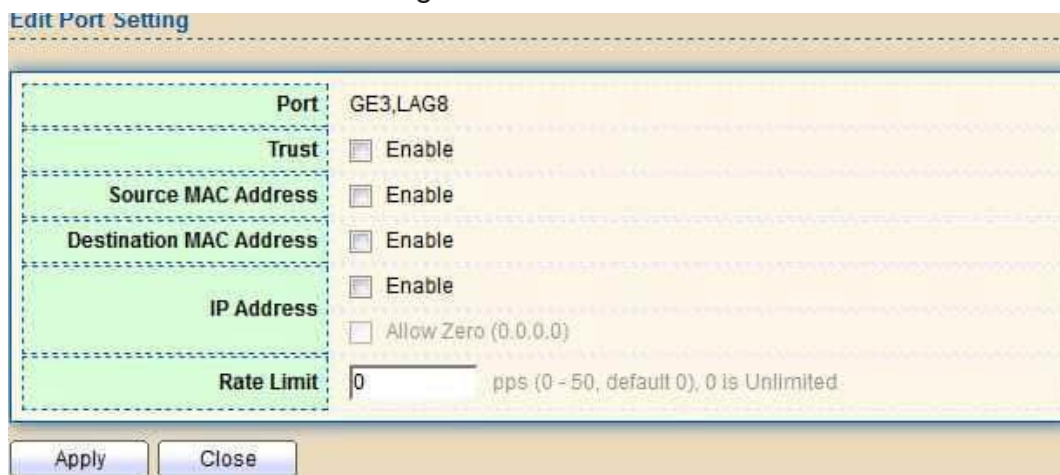 Edit Port Setting
Port GE3,LAG8
Trust Enable
Source MAC Address Enable
Destination MAC Address Enable
IP Address Enable
Allow Zero (0.0.0.0)
Rate Limit 0 pps (0 - 50, default 0), 0 is Unlimited
Apply Close